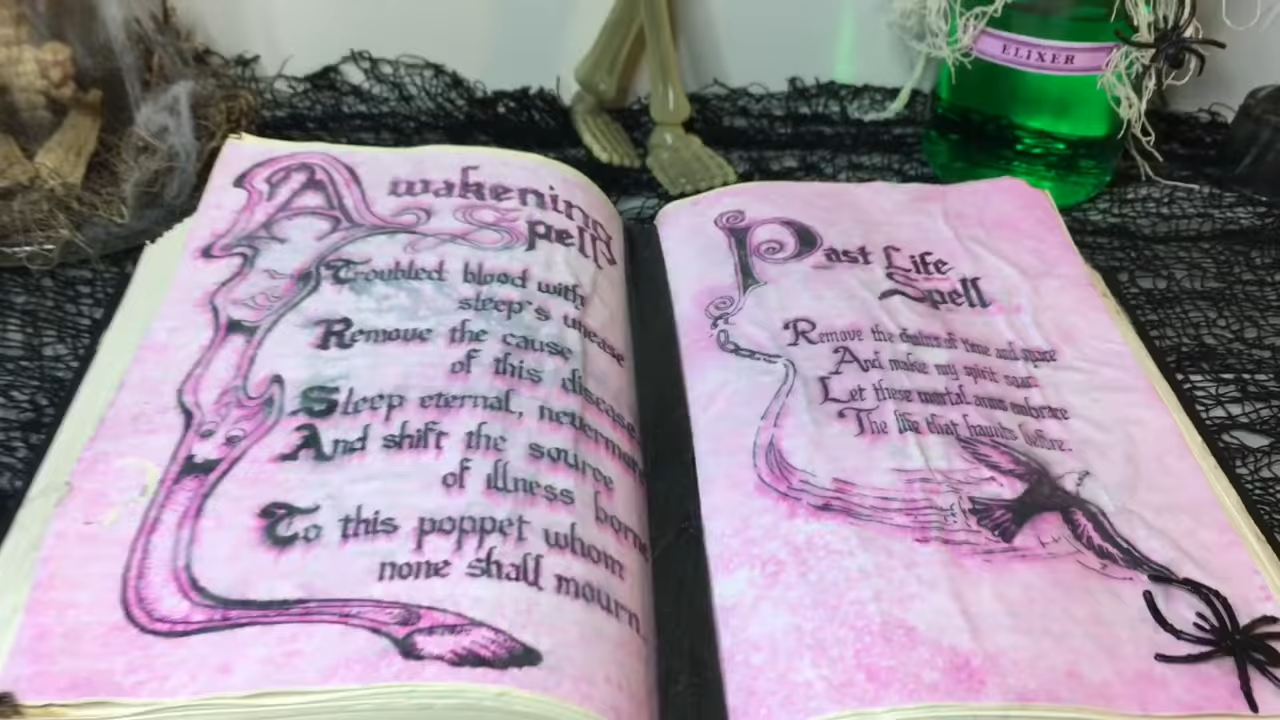 ELIXER
Awakening
Spell
Troubled blood with
sleep's unease
Remove the cause
of this disease
Sleep eternal, nevermore
And shift the source
of illness borne
To this poppet whom
none shall mourn.
Past Life
Spell
Remove the chains of time and space
And make my spirit soar
Let these mortal arms embrace
The life that haunts before.